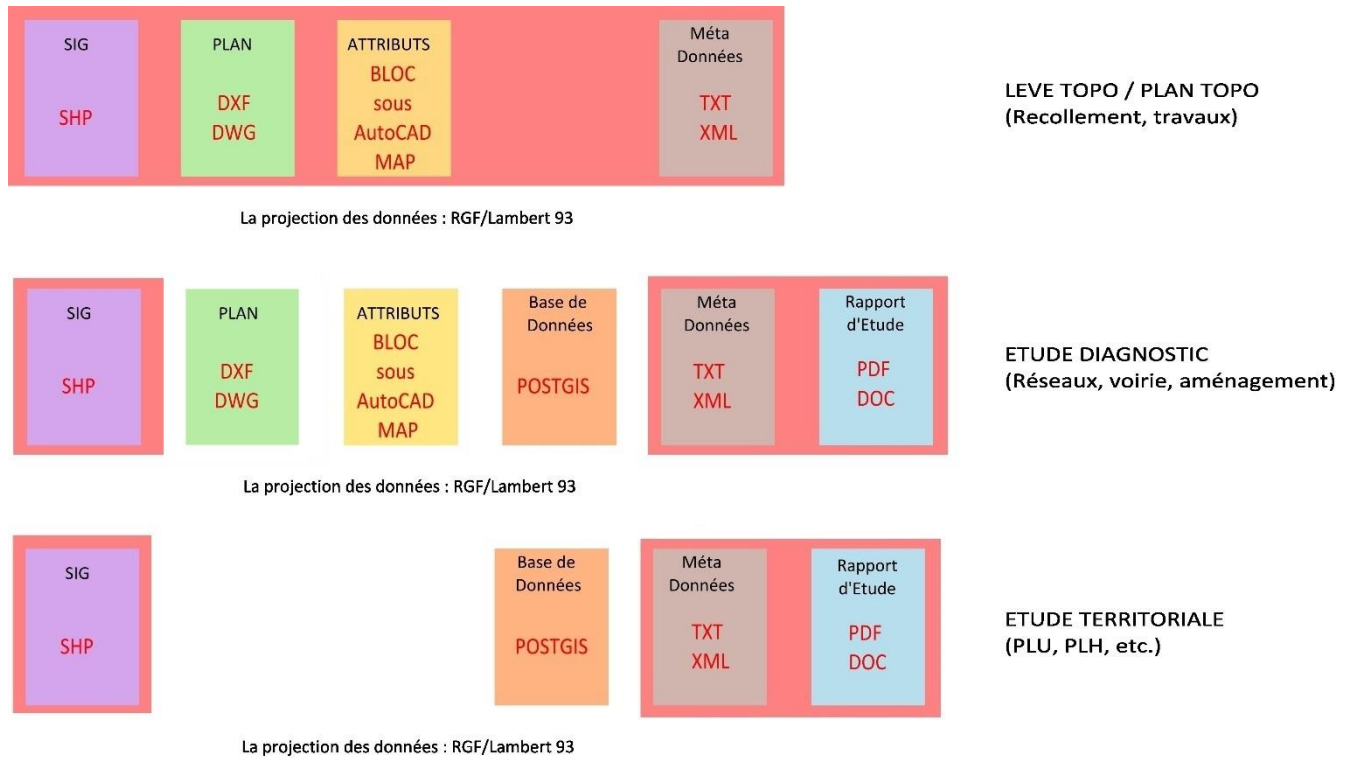 SIG
SHP
PLAN
DXF
DWG
ATTRIBUTS
BLOC
sous
AutoCAD
MAP
Méta
Données
TXT
XML
LEVE TOPO / PLAN TOPO
(Recollement, travaux)
La projection des données : RGF/Lambert 93
SIG
SHP
PLAN
DXF
DWG
ATTRIBUTS
BLOC
sous
AutoCAD
MAP
Base de
Données
POSTGIS
Méta
Données
TXT
XML
Rapport
d'Etude
PDF
DOC
ETUDE DIAGNOSTIC
(Réseaux, voirie, aménagement)
La projection des données : RGF/Lambert 93
SIG
SHP
Base de
Données
POSTGIS
Méta
Données
TXT
XML
Rapport
d'Etude
PDF
DOC
ETUDE TERRITORIALE
(PLU, PLH, etc.)
La projection des données : RGF/Lambert 93